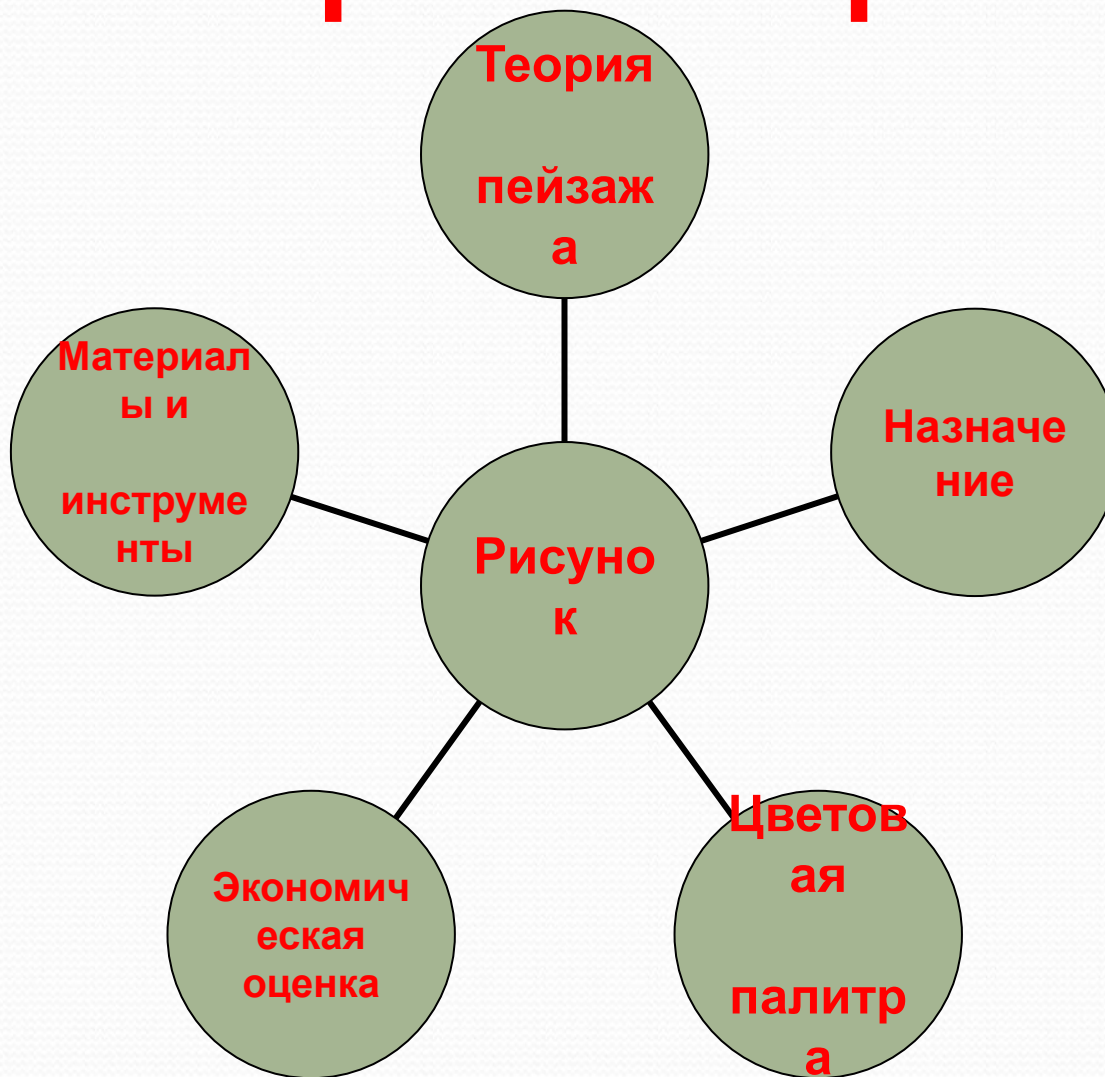 Теория
пейзаж
а
Материал
ы и
инструме
нты
Назначе
ние
Рисуно
к
Экономич
еская
оценка
Цветов
ая
палитр
а